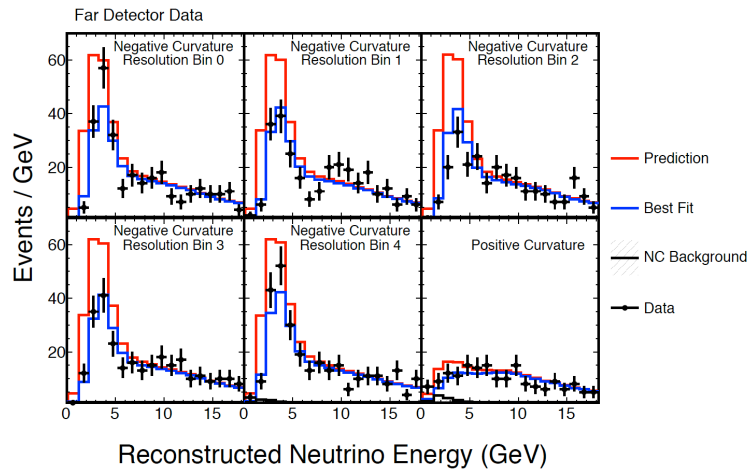 Far Detector Data
Negative Curvature
Resolution Bin 0
Negative Curvature
Resolution Bin 1
Negative Curvature
Resolution Bin 2
60
40
20
Negative Curvature
Resolution Bin 3
Negative Curvature
Resolution Bin 4
Positive Curvature
60
40
20
0 5 10 15 0 5 10 15 0 5 10 15
Events / GeV
Reconstructed Neutrino Energy (GeV)
Prediction
Best Fit
NC Background
Data